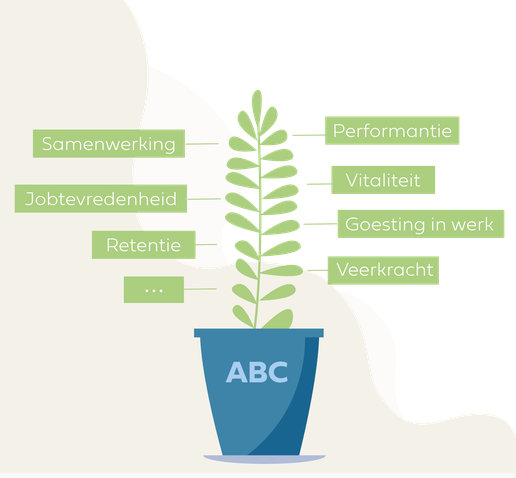 Performantie
Samenwerking
Vitaliteit
Jobtevredenheid
Goesting in werk
Retentie
Veerkracht
...
ABC